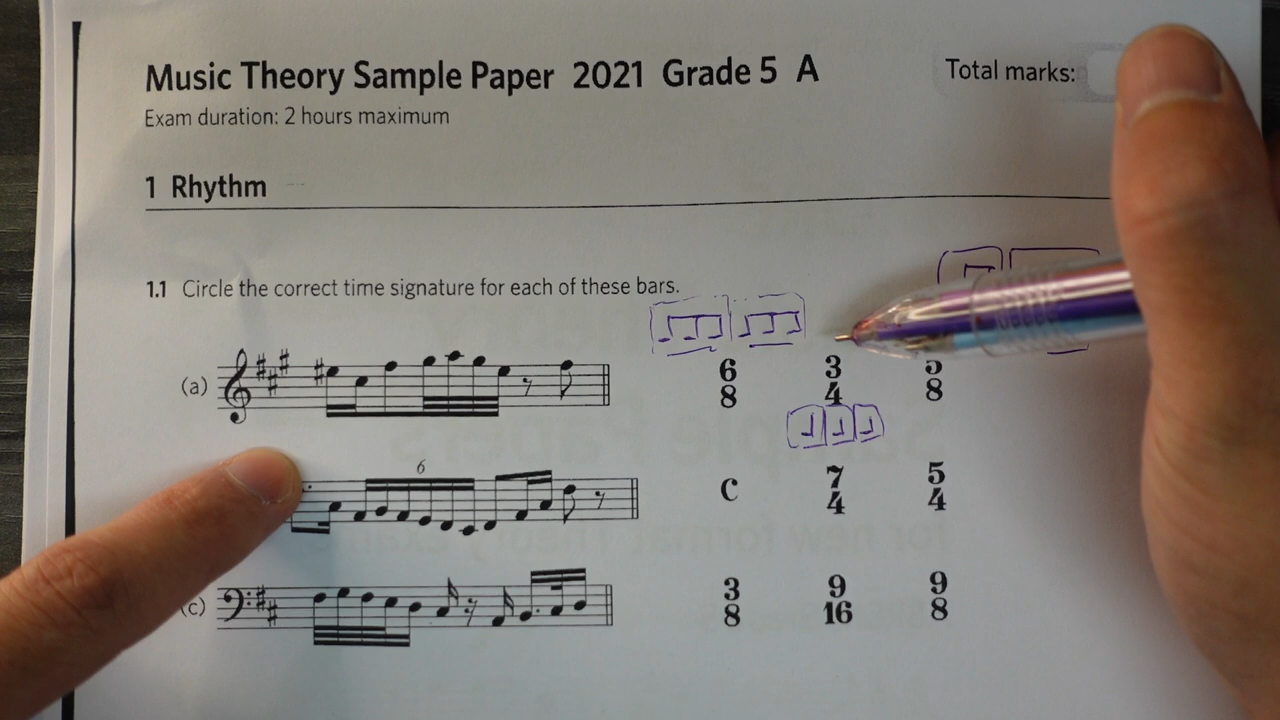 Music Theory Sample Paper 2021 Grade 5 A
Total marks:
Exam duration: 2 hours maximum
1 Rhythm
1.1 Circle the correct time signature for each of these bars.
(a)
6 3 5
8 4 8
6
C 7 5
4 4
(c)
3 9 9
8 16 8